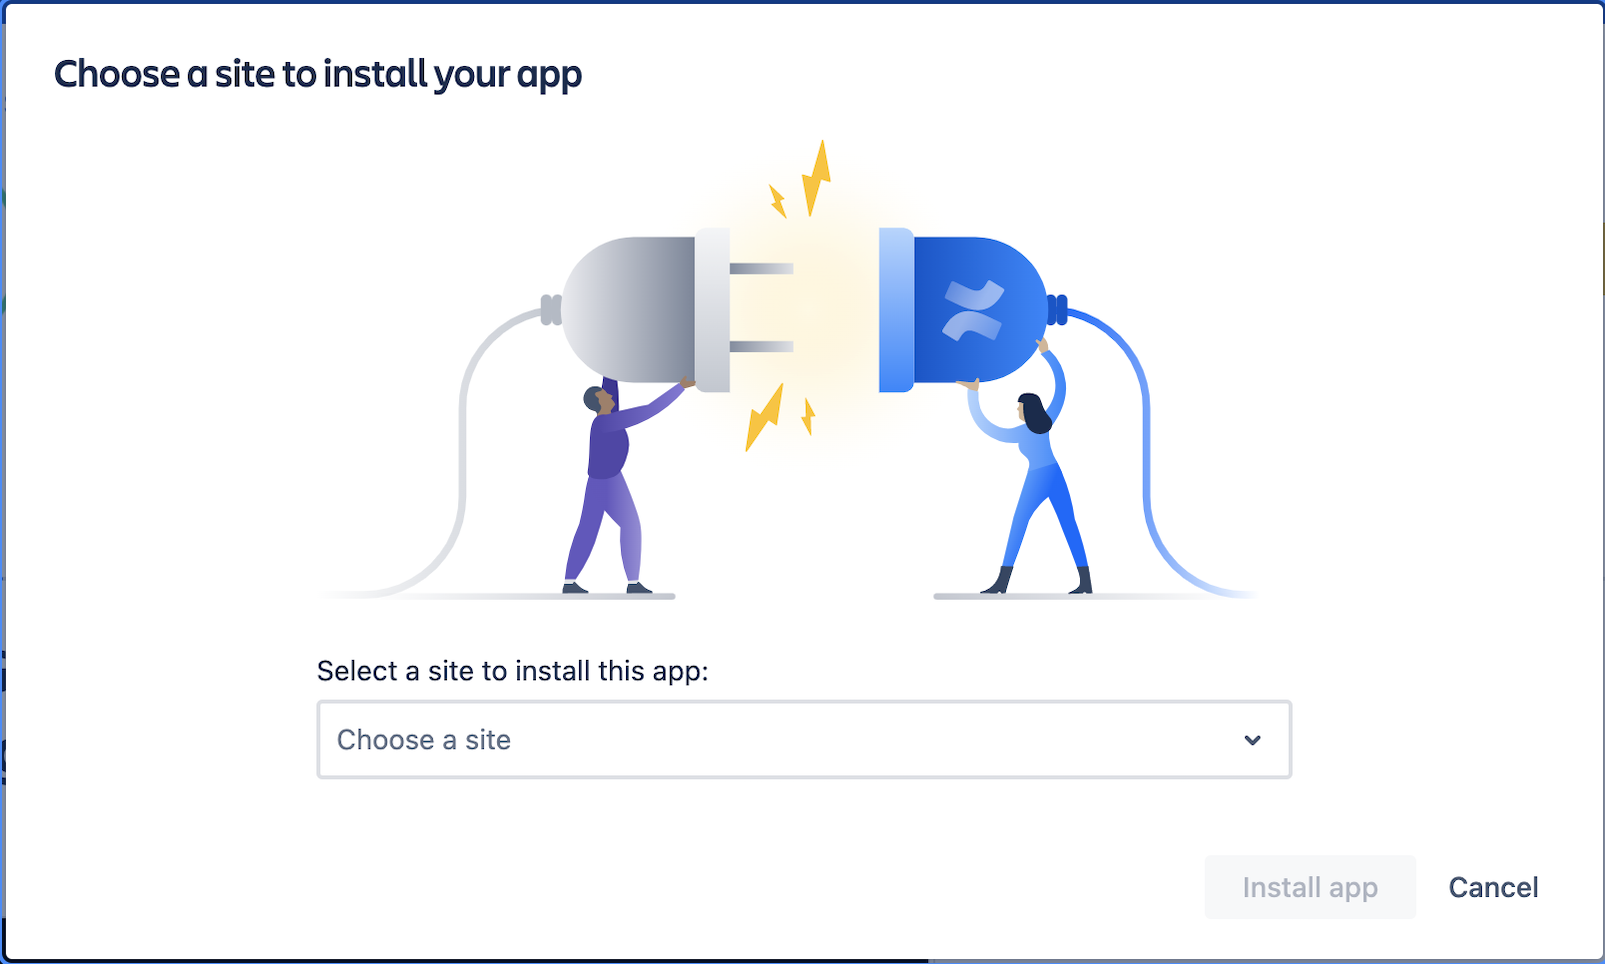 Choose a site to install your app
Select a site to install this app:
Choose a site
Install app
Cancel